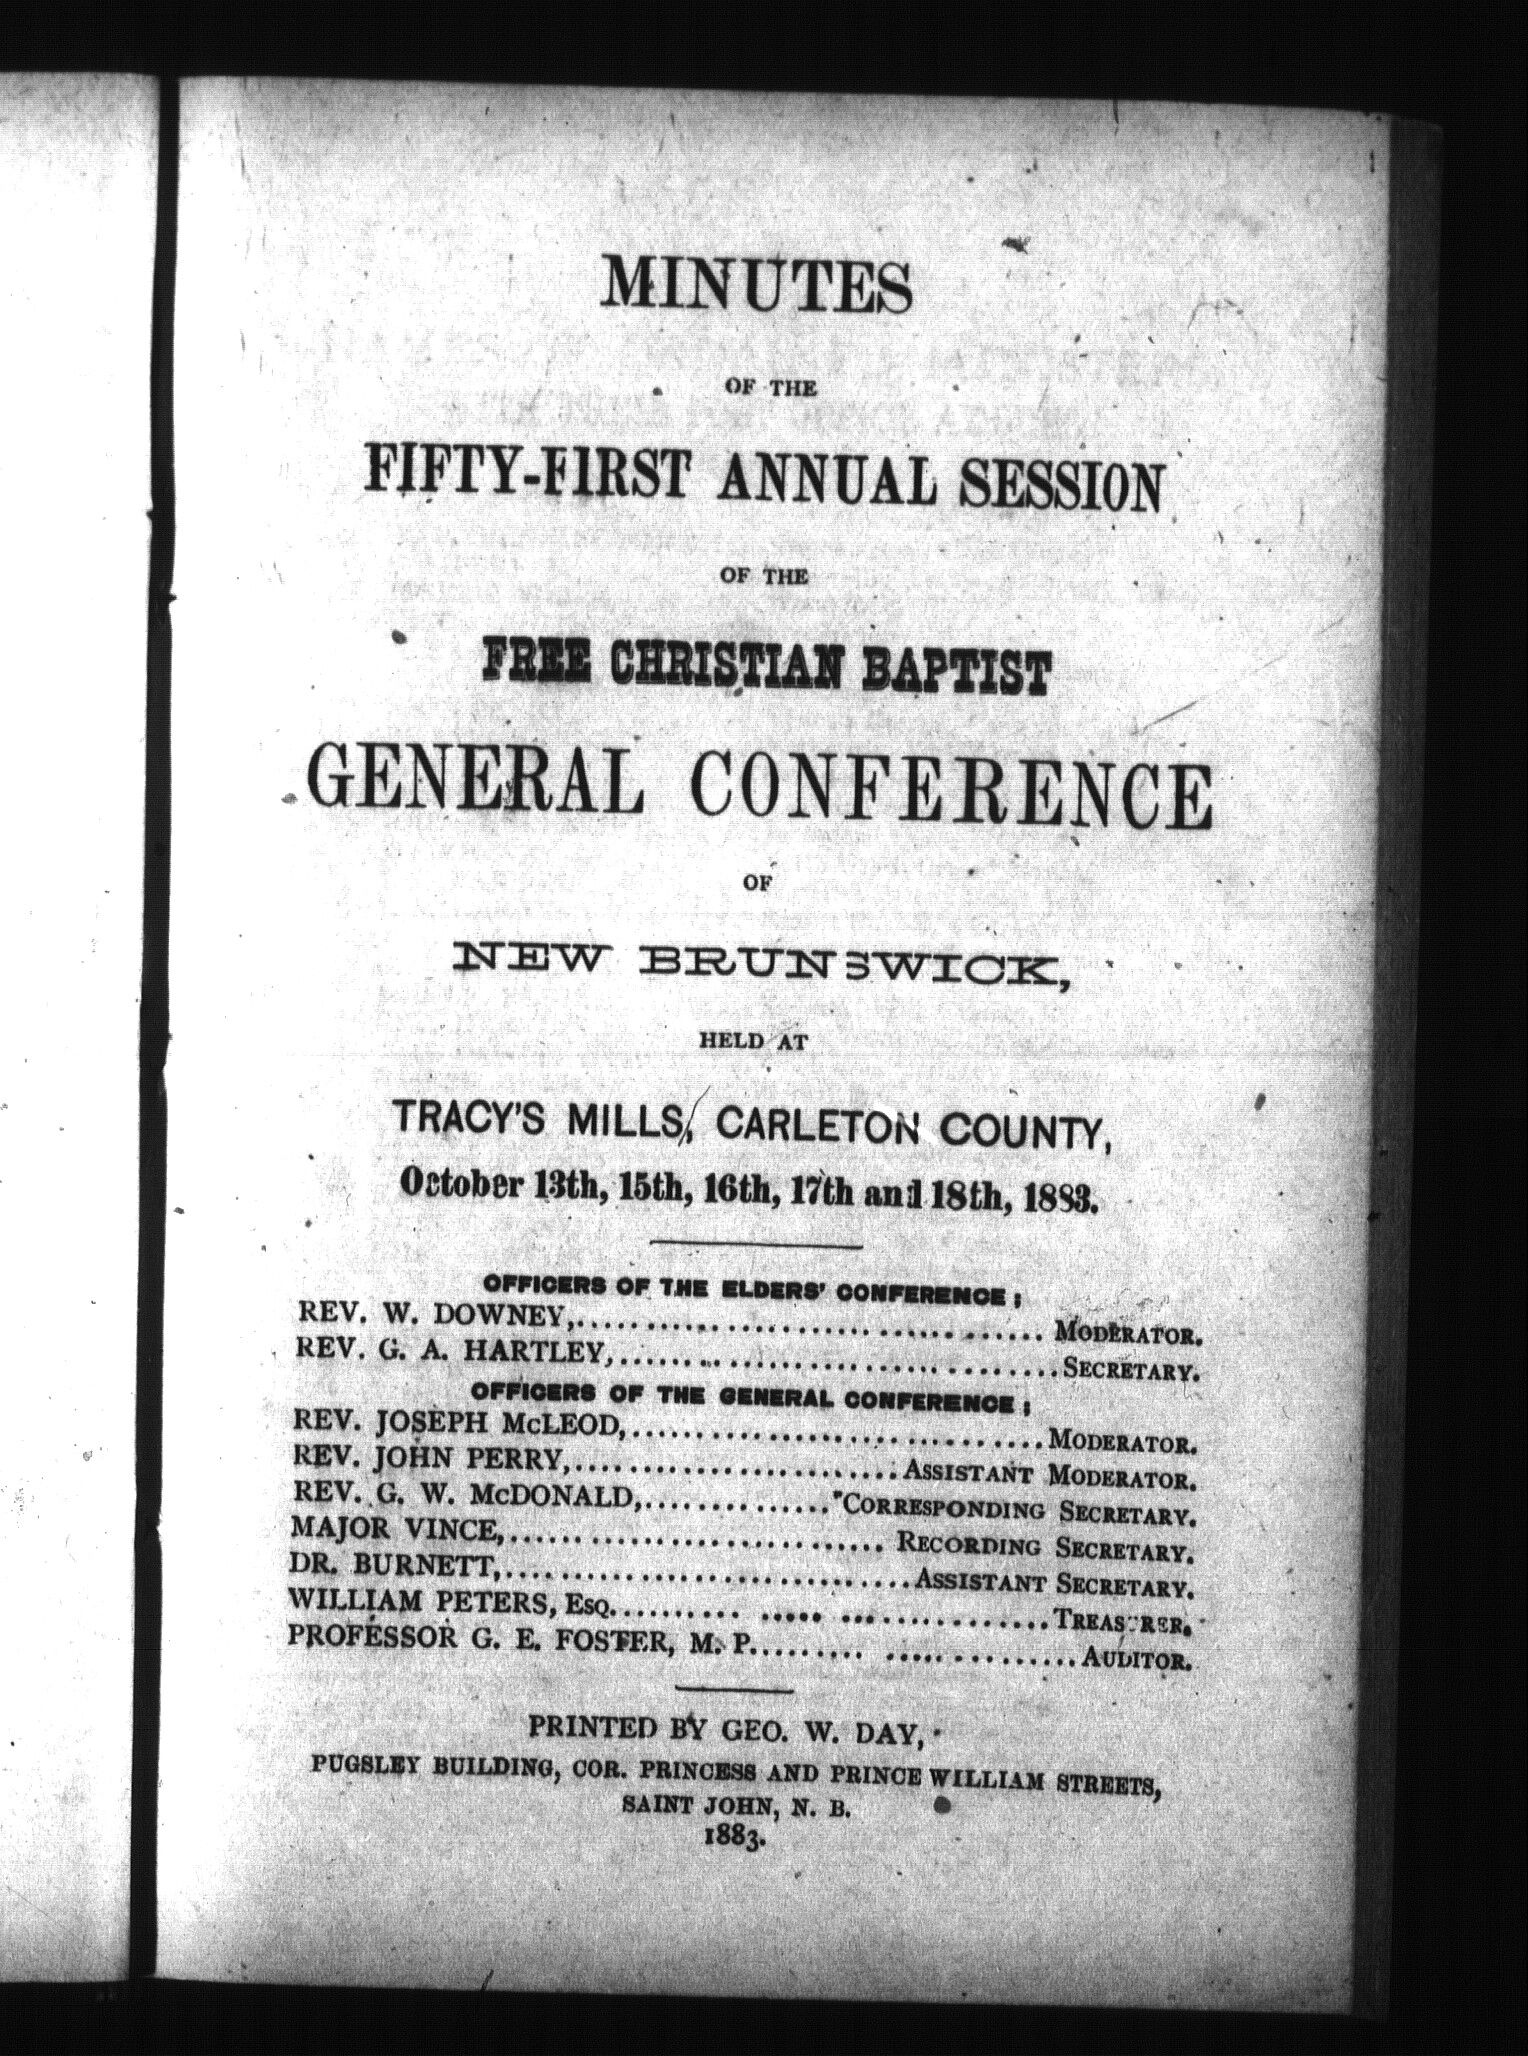 MINUTES
OF THE
FIFTY-FIRST ANNUAL SESSION
OF THE
FREE CHRISTIAN BAPTIST
GENERAL CONFERENCE
OF
NEW BRUNSWICK,
HELD AT
TRACY'S MILLS, CARLETON COUNTY,
October 13th, 15th, 16th, 17th and 18th, 1883.
OFFICERS OF THE ELDERS' CONFERENCE;
REV. W. DOWNEY,.................................. MODERATOR.
REV. G. A. HARTLEY,..................................SECRETARY.
OFFICERS OF THE GENERAL CONFERENCE;
REV. JOSEPH McLEOD,..............................MODERATOR.
REV. JOHN PERRY,........................ASSISTANT MODERATOR.
REV. G. W. McDONALD,..............CORRESPONDING SECRETARY.
MAJOR VINCE,............................ RECORDING SECRETARY.
DR. BURNETT,..............................ASSISTANT SECRETARY.
WILLIAM PETERS, ESQ.......... ..... ................TREASURER.
PROFESSOR G. E. FOSTER, M. P......... ..............AUDITOR.
PRINTED BY GEO. W. DAY,
PUGSLEY BUILDING, COR. PRINCESS AND PRINCE WILLIAM STREETS,
SAINT JOHN, N. B.
1883.